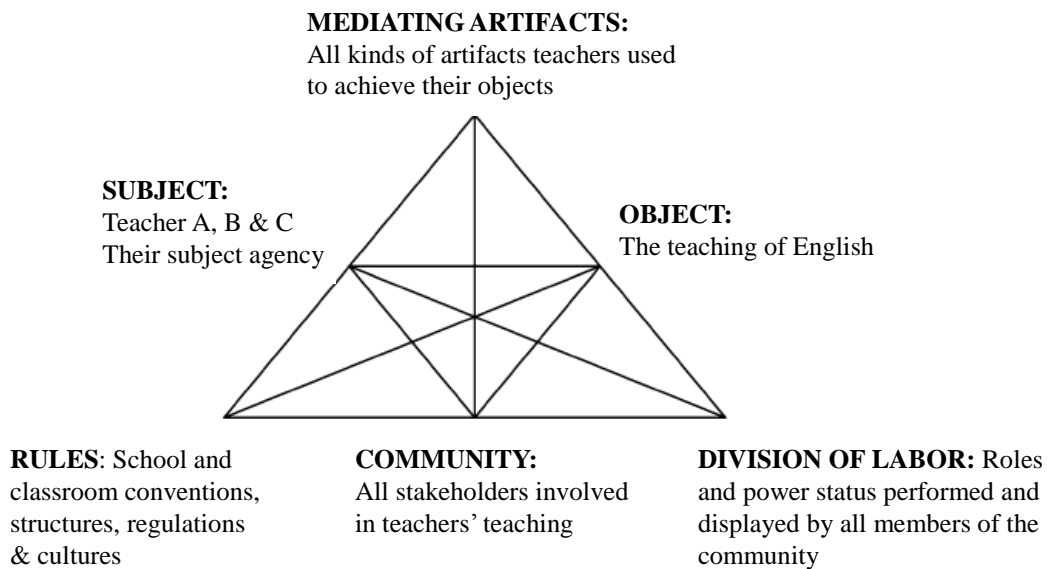 MEDIATING ARTIFACTS:
All kinds of artifacts teachers used
to achieve their objects
SUBJECT:
Teacher A, B & C
Their subject agency
OBJECT:
The teaching of English
RULES: School and
classroom conventions,
structures, regulations
& cultures
COMMUNITY:
All stakeholders involved
in teachers’ teaching
DIVISION OF LABOR: Roles
and power status performed and
displayed by all members of the
community